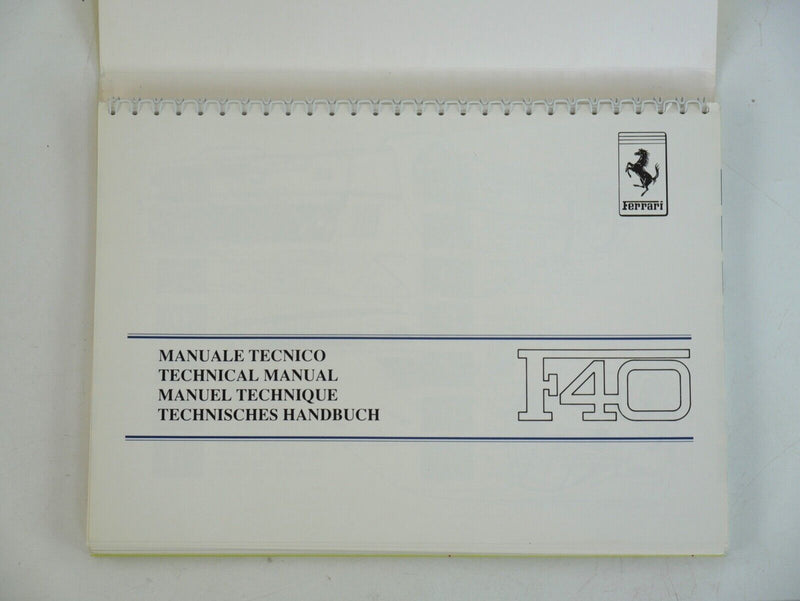 Ferrari
MANUALE TECNICO
TECHNICAL MANUAL
MANUEL TECHNIQUE
TECHNISCHES HANDBUCH
F40